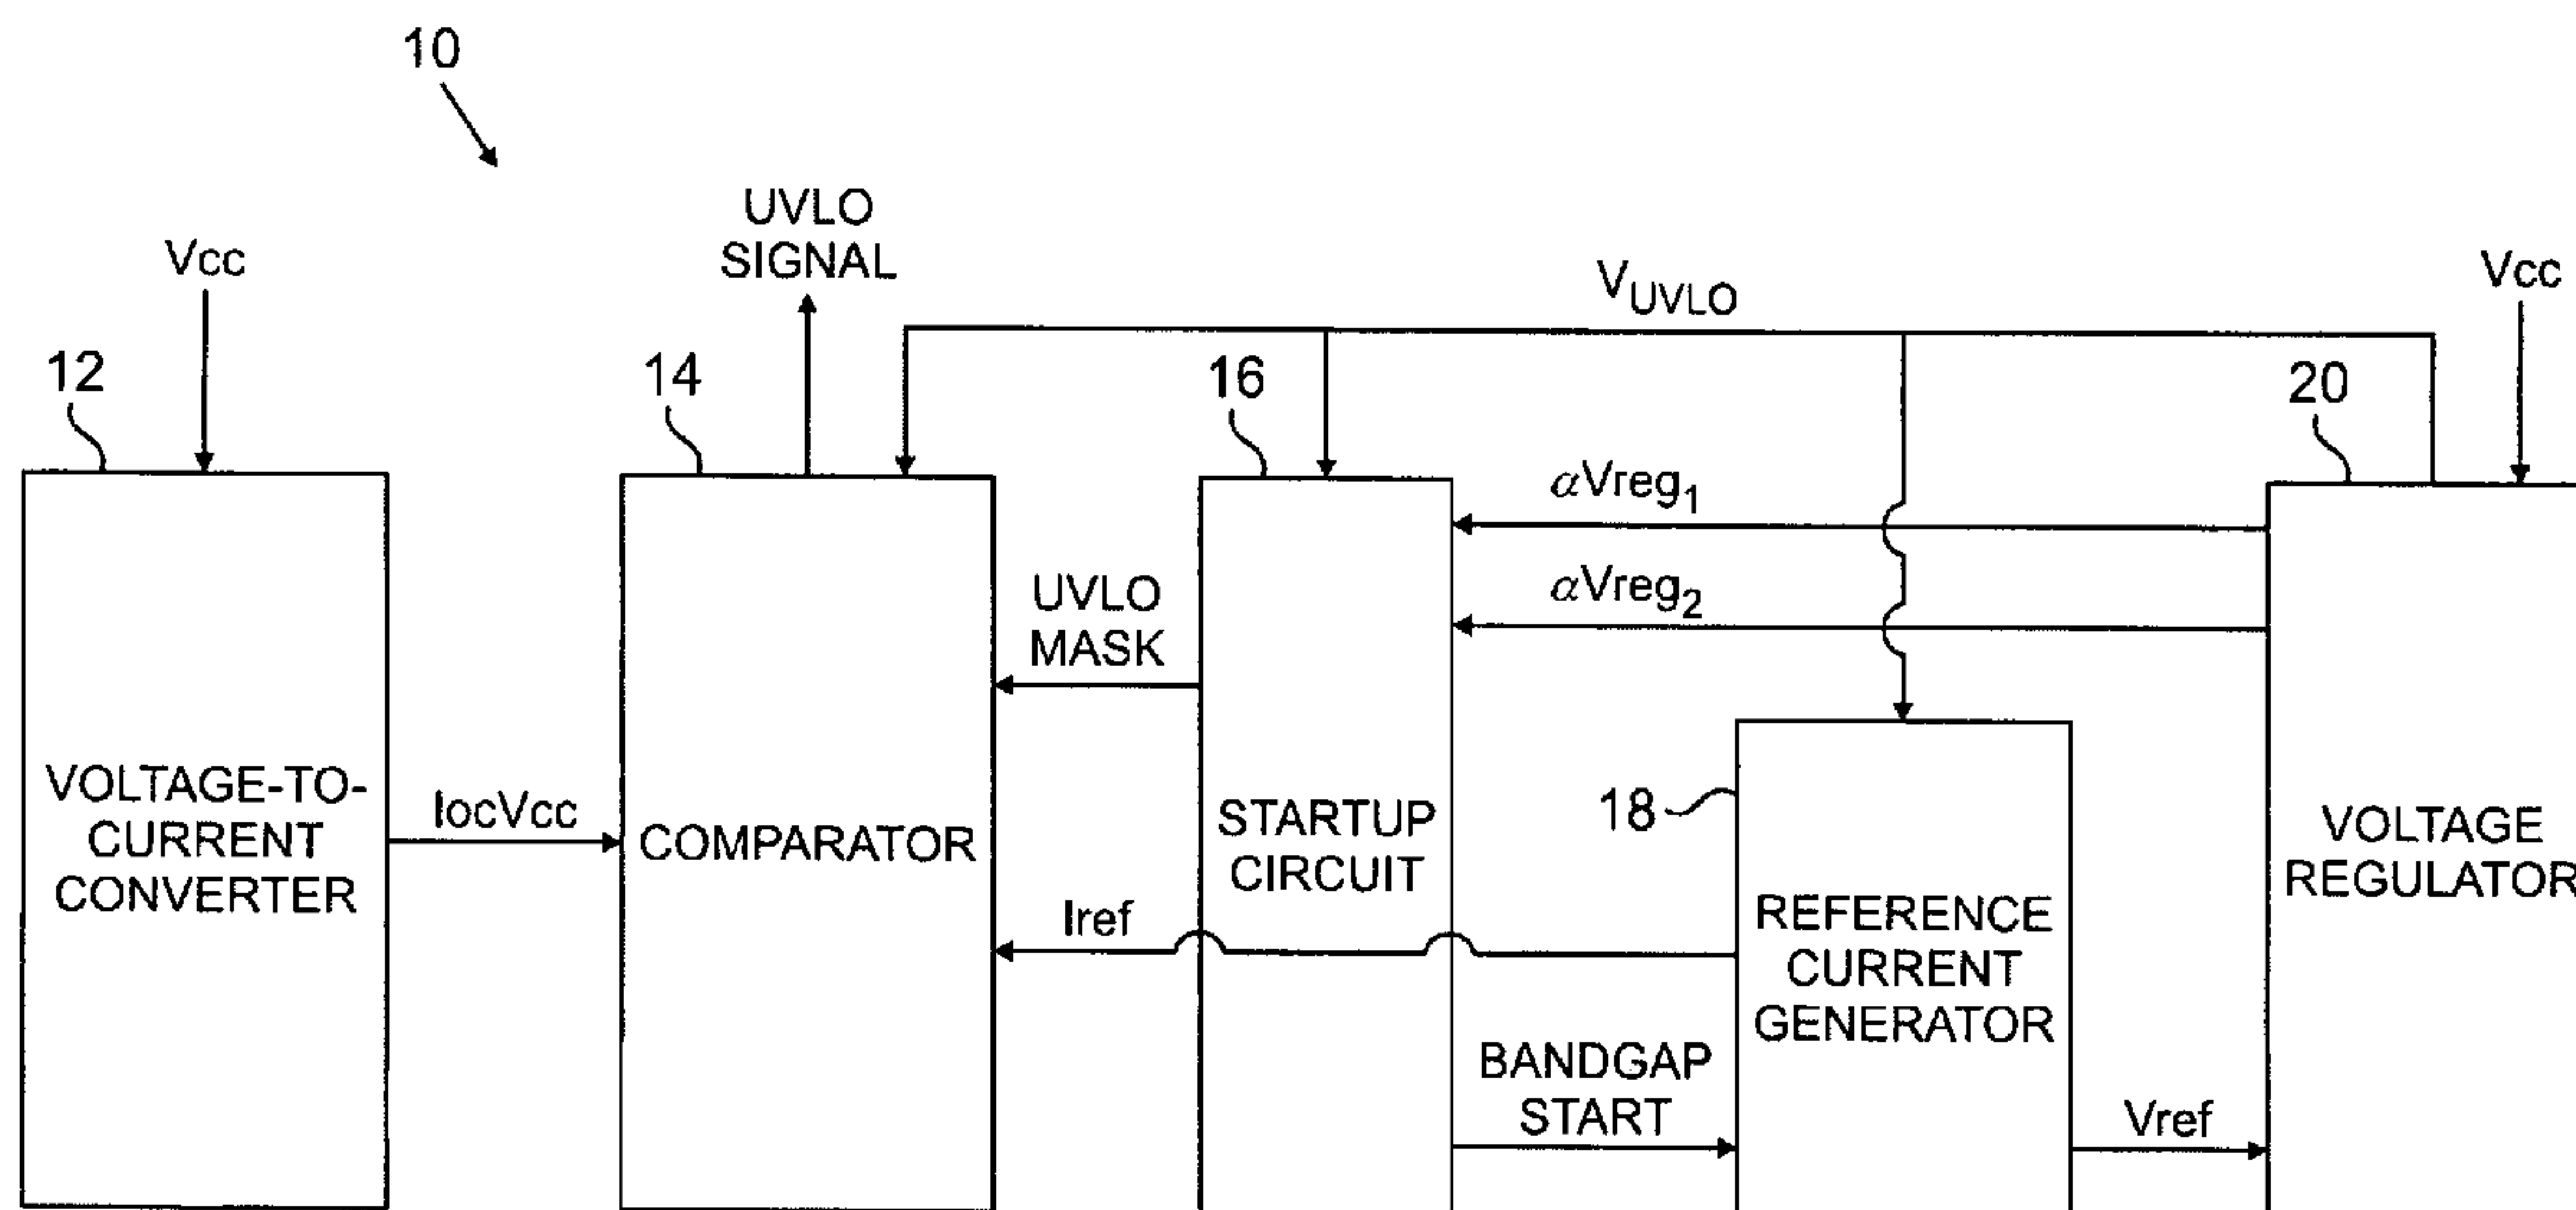 10
UVLO
SIGNAL
Vcc
V_UVLO
Vcc
12
14
16
20
αVreg₁
αVreg₂
UVLO
MASK
VOLTAGE-TO-
CURRENT
CONVERTER
IocVcc
COMPARATOR
STARTUP
CIRCUIT
18
VOLTAGE
REGULATOR
Iref
REFERENCE
CURRENT
GENERATOR
BANDGAP
START
Vref